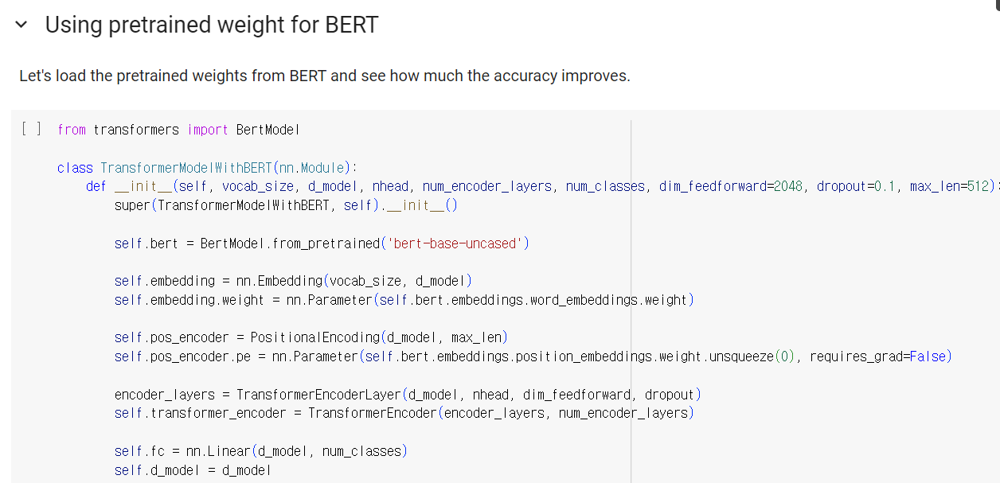 Using pretrained weight for BERT
Let's load the pretrained weights from BERT and see how much the accuracy improves.
[ ] from transformers import BertModel
class TransformerModelWithBERT(nn.Module):
def __init__(self, vocab_size, d_model, nhead, num_encoder_layers, num_classes, dim_feedforward=2048, dropout=0.1, max_len=512):
super(TransformerModelWithBERT, self).__init__()
self.bert = BertModel.from_pretrained('bert-base-uncased')
self.embedding = nn.Embedding(vocab_size, d_model)
self.embedding.weight = nn.Parameter(self.bert.embeddings.word_embeddings.weight)
self.pos_encoder = PositionalEncoding(d_model, max_len)
self.pos_encoder.pe = nn.Parameter(self.bert.embeddings.position_embeddings.weight.unsqueeze(0), requires_grad=False)
encoder_layers = TransformerEncoderLayer(d_model, nhead, dim_feedforward, dropout)
self.transformer_encoder = TransformerEncoder(encoder_layers, num_encoder_layers)
self.fc = nn.Linear(d_model, num_classes)
self.d_model = d_model